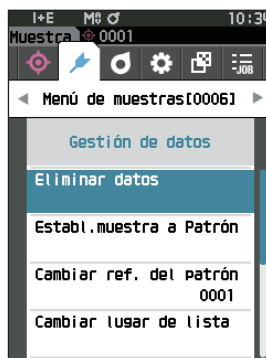 I+E M0 10:34
Muestra 0001
-JOB
Menú de muestras[0006]
Gestión de datos
Eliminar datos
Establ.muestra a Patrón
Cambiar ref. del patrón
0001
Cambiar lugar de lista